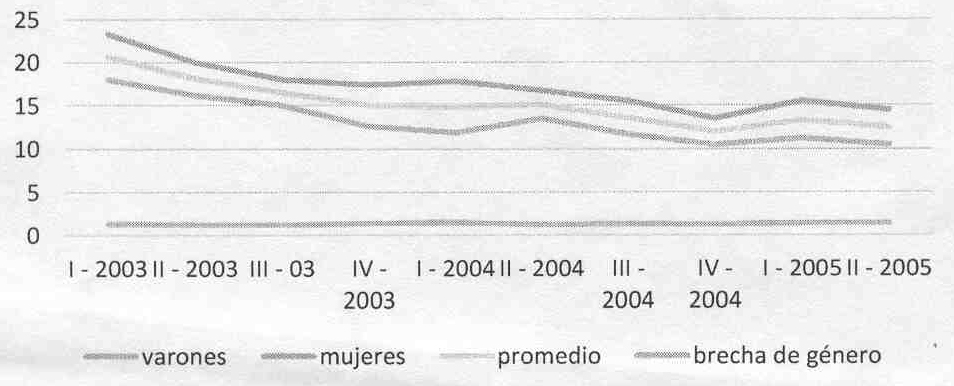 25
20
15
10
5
0
I - 2003 II - 2003 III - 03 IV - I - 2004 II - 2004 III - IV - I - 2005 II - 2005
2003 2004 2004
varones mujeres promedio brecha de género